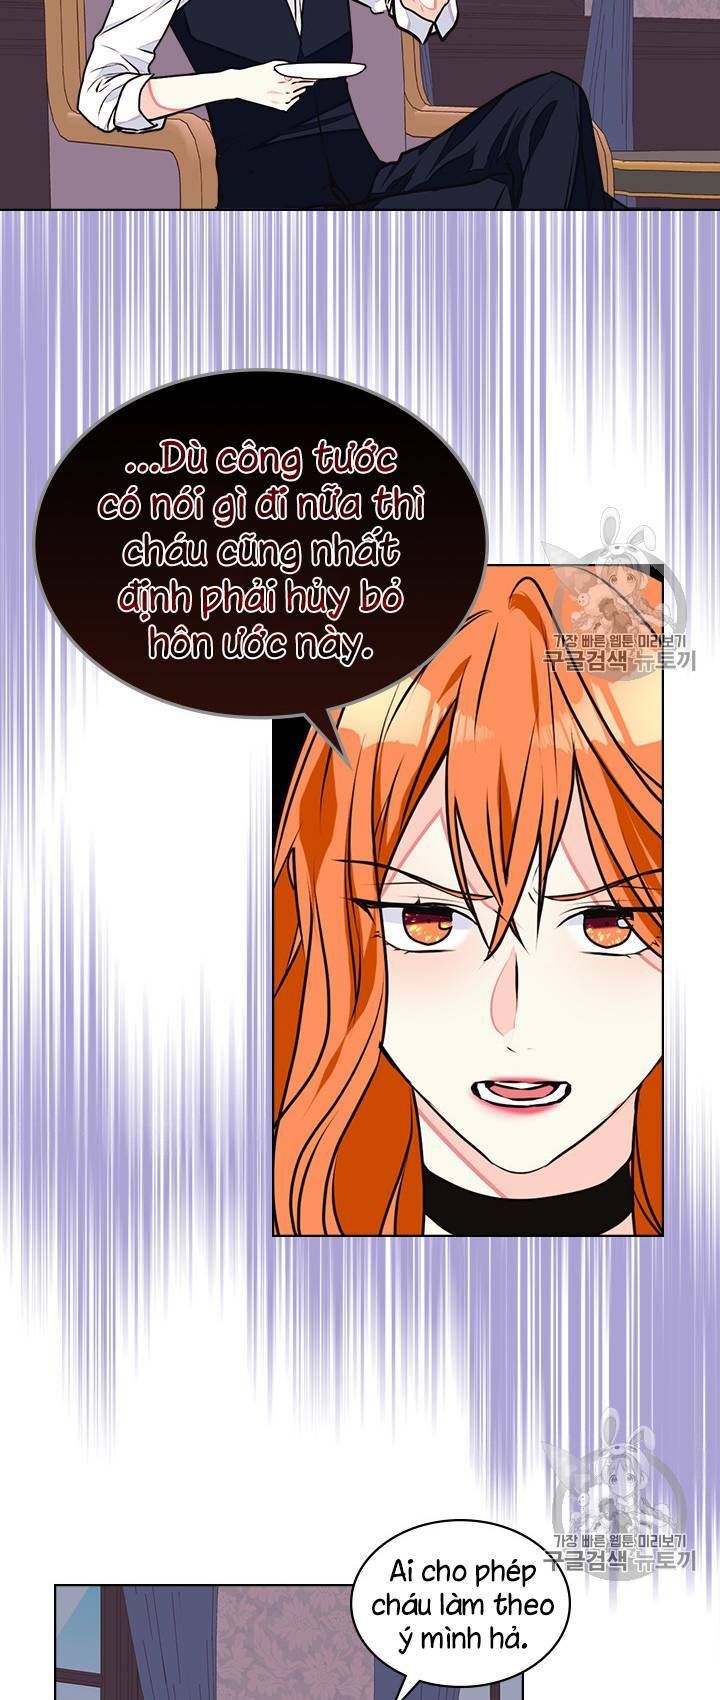 ...Dù công tước
có nói gì đi nữa thì
cháu cũng nhất
định phải hủy bỏ
hôn ước này.
가장 빠른 웹툰 미리보기
구글검색 뉴토끼
가장 빠른 웹툰 미리보기
구글검색 뉴토끼
Ai cho phép
cháu làm theo
ý mình hả.